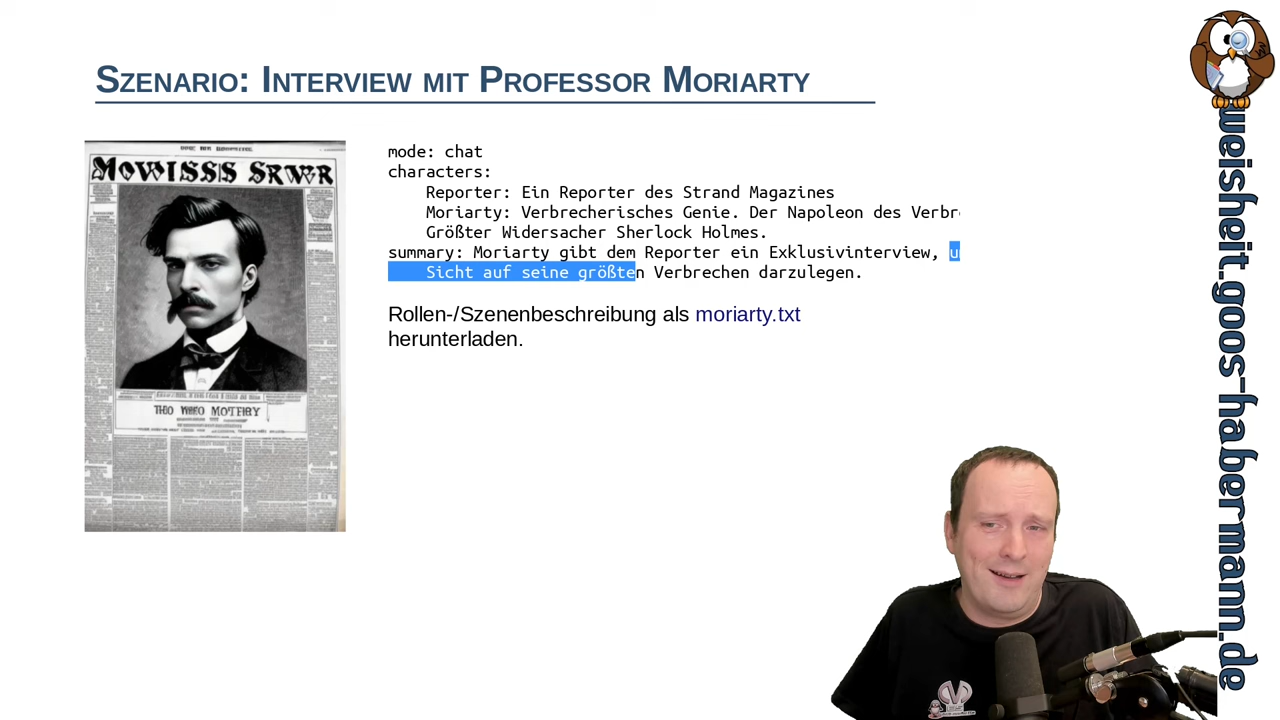 Szenario: Interview mit Professor Moriarty
MOWISSS SRWR
THO WIEO MOTFIRY
mode: chat
characters:
Reporter: Ein Reporter des Strand Magazines
Moriarty: Verbrecherisches Genie. Der Napoleon des Verbr
Größter Widersacher Sherlock Holmes.
summary: Moriarty gibt dem Reporter ein Exklusivinterview, u
Sicht auf seine größten Verbrechen darzulegen.
Rollen-/Szenenbeschreibung als moriarty.txt
herunterladen.
weisheit.goos-habermann.de